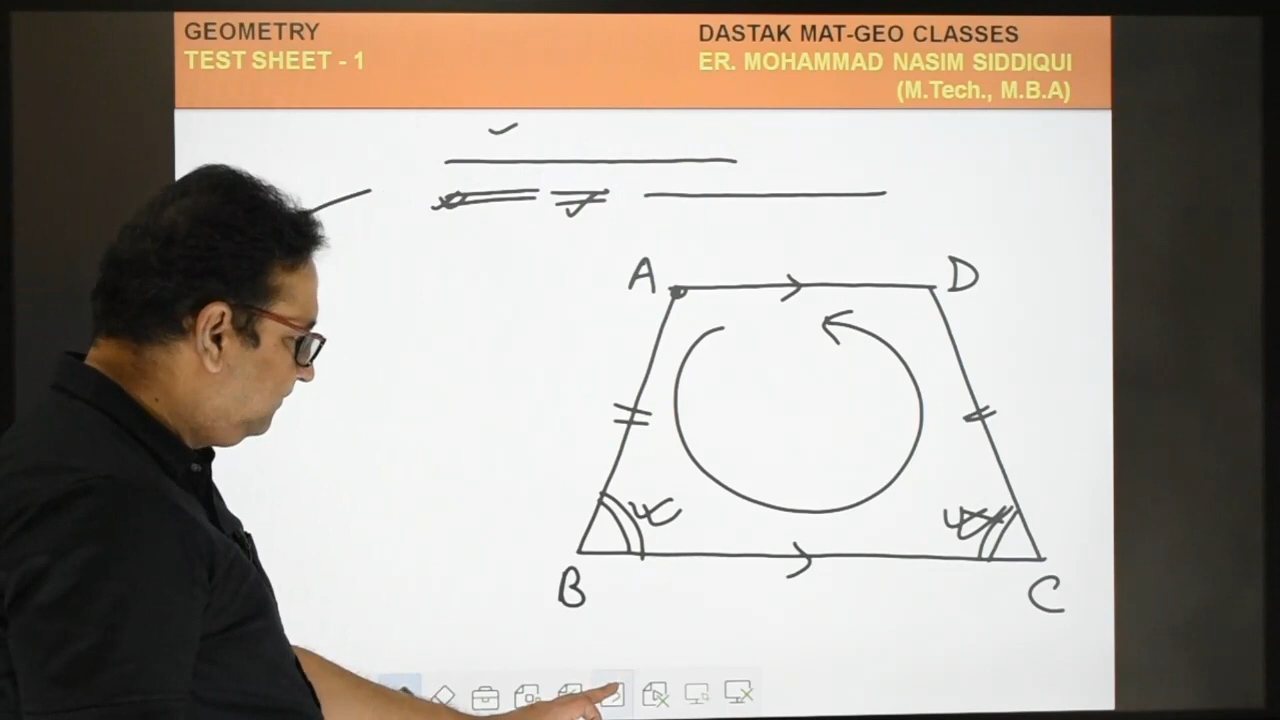 GEOMETRY
TEST SHEET - 1
DASTAK MAT-GEO CLASSES
ER. MOHAMMAD NASIM SIDDIQUI
(M.Tech., M.B.A)
A
D
B
C